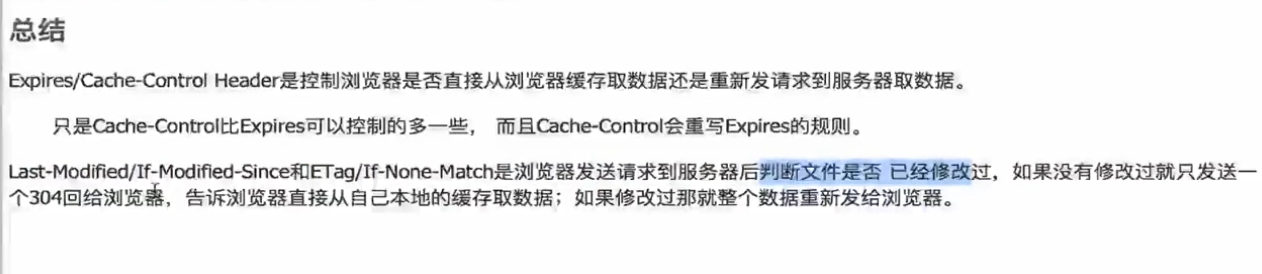 总结
Expires/Cache-Control Header是控制浏览器是否直接从浏览器缓存取数据还是重新发请求到服务器取数据。
只是Cache-Control比Expires可以控制的多一些， 而且Cache-Control会重写Expires的规则。
Last-Modified/If-Modified-Since和ETag/If-None-Match是浏览器发送请求到服务器后判断文件是否 已经修改过，如果没有修改过就只发送一
个304回给浏览器，告诉浏览器直接从自己本地的缓存取数据；如果修改过那就整个数据重新发给浏览器。